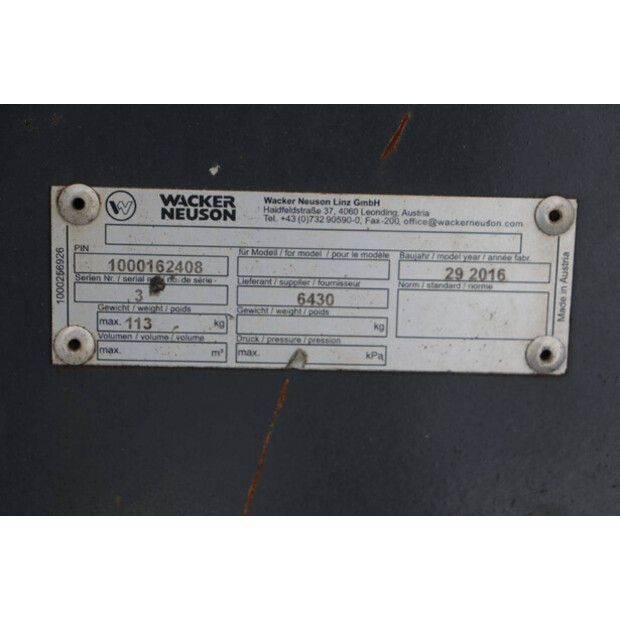 WACKER NEUSON
Wacker Neuson Linz GmbH
Haidfeldstraße 37, 4060 Leonding, Austria
Tel. +43 (0)732 90590-0, Fax-200, office@wackerneuson.com
PIN
1000162408
für Modell / for model / pour le modèle
Baujahr / model year / année fabr.
29 2016
Serien Nr. / serial no. de série
3
Lieferant / supplier / fournisseur
6430
Norm / standard / norme
Gewicht / weight / poids
max. 113 kg
Gewicht / weight / poids
kg
Volumen / volume / volume
max. m³
Druck / pressure / pression
max. kPa
1000256926
Made in Austria